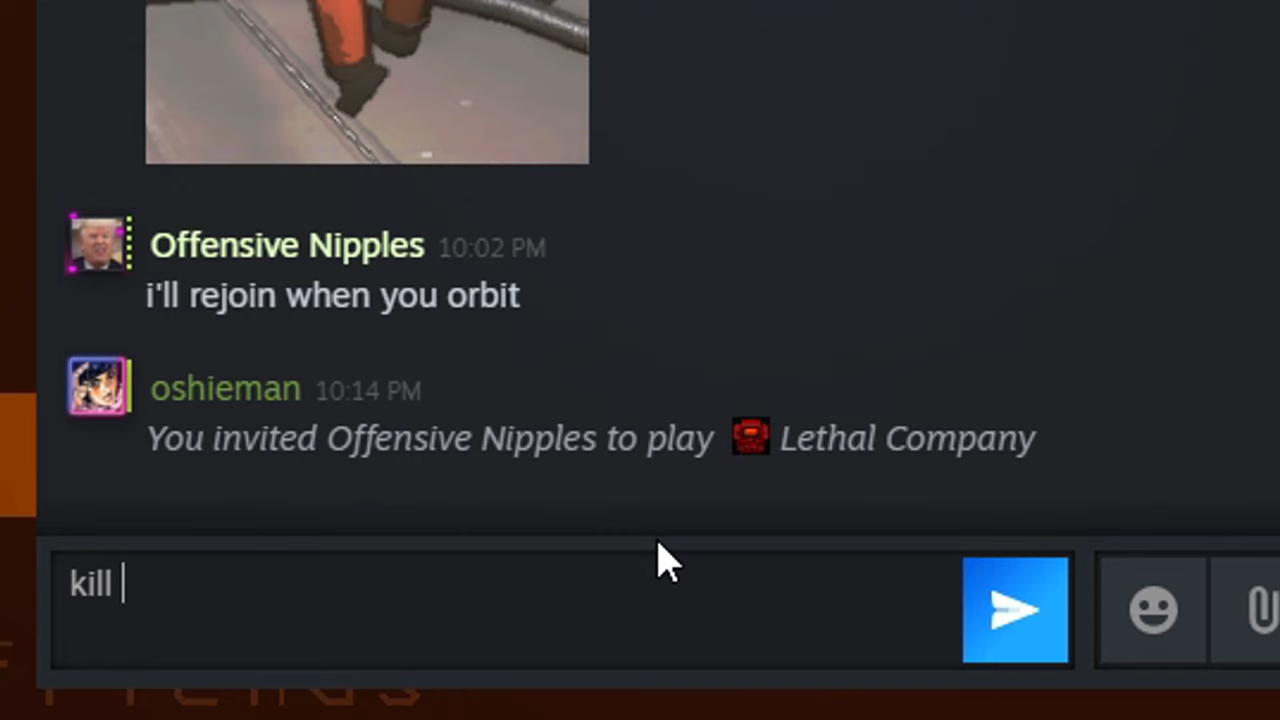 Offensive Nipples 10:02 PM
i'll rejoin when you orbit
oshieman 10:14 PM
You invited Offensive Nipples to play Lethal Company
kill